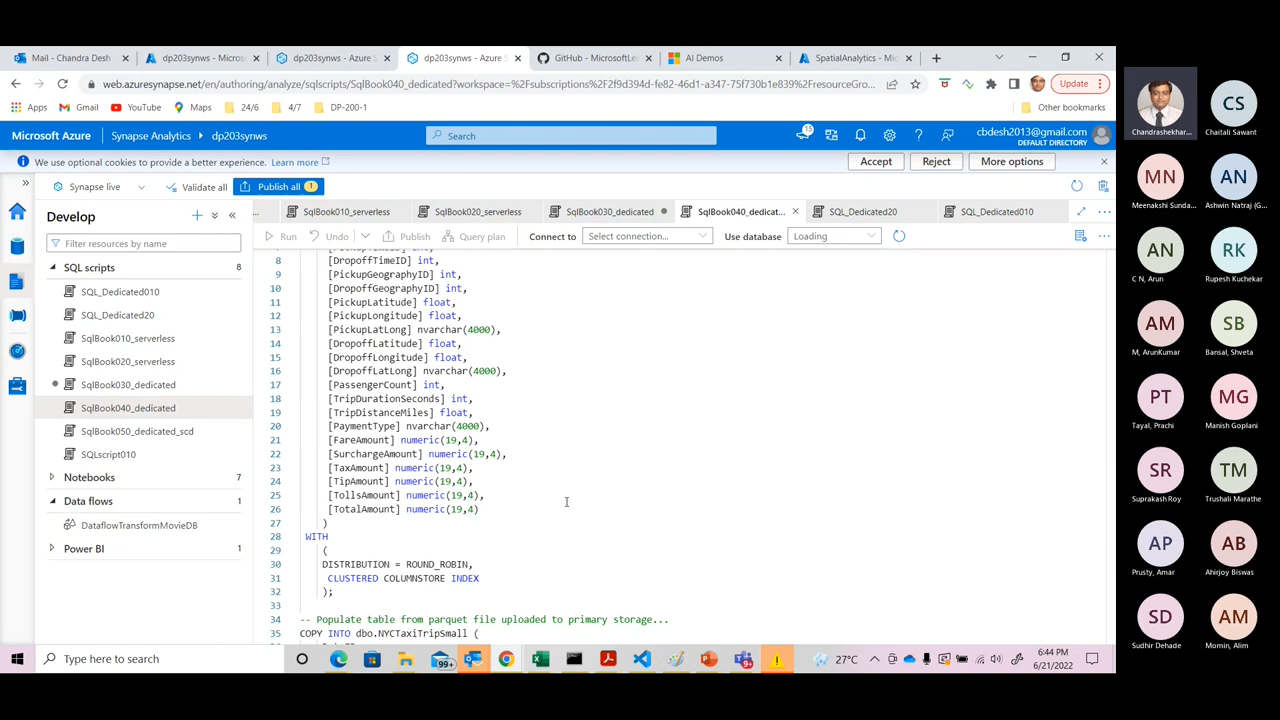 Mail - Chandra Desh
dp203synws - Micros
dp203synws - Azure S
dp203synws - Azure S
GitHub - MicrosoftLe
AI Demos
SpatialAnalytics - Mic
web.azuresynapse.net/en/authoring/analyze/sqlscripts/SqlBook040_dedicated?workspace=%2Fsubscriptions%2F2f9d394d-fe82-46d1-a347-75f730b1e839%2FresourceGro...
Update
Apps
Gmail
YouTube
Maps
24/6
4/7
DP-200-1
Other bookmarks
Microsoft Azure
Synapse Analytics
dp203synws
Search
15
cbdesh2013@gmail.com
DEFAULT DIRECTORY
We use optional cookies to provide a better experience. Learn more
Accept
Reject
More options
Synapse live
Validate all
Publish all 1
Develop
Filter resources by name
SQL scripts 8
SQL_Dedicated010
SQL_Dedicated20
SqlBook010_serverless
SqlBook020_serverless
SqlBook030_dedicated
SqlBook040_dedicated
SqlBook050_dedicated_scd
SQLscript010
Notebooks 7
Data flows 1
DataflowTransformMovieDB
Power BI 1
SqlBook010_serverless
SqlBook020_serverless
SqlBook030_dedicated
SqlBook040_dedicat...
SQL_Dedicated20
SQL_Dedicated010
Run
Undo
Publish
Query plan
Connect to
Select connection...
Use database
Loading
8 [DropoffTimeID] int,
9 [PickupGeographyID] int,
10 [DropoffGeographyID] int,
11 [PickupLatitude] float,
12 [PickupLongitude] float,
13 [PickupLatLong] nvarchar(4000),
14 [DropoffLatitude] float,
15 [DropoffLongitude] float,
16 [DropoffLatLong] nvarchar(4000),
17 [PassengerCount] int,
18 [TripDurationSeconds] int,
19 [TripDistanceMiles] float,
20 [PaymentType] nvarchar(4000),
21 [FareAmount] numeric(19,4),
22 [SurchargeAmount] numeric(19,4),
23 [TaxAmount] numeric(19,4),
24 [TipAmount] numeric(19,4),
25 [TollsAmount] numeric(19,4),
26 [TotalAmount] numeric(19,4)
27 )
28 WITH
29 (
30 DISTRIBUTION = ROUND_ROBIN,
31 CLUSTERED COLUMNSTORE INDEX
32 );
33
34 -- Populate table from parquet file uploaded to primary storage...
35 COPY INTO dbo.NYCTaxiTripSmall (
Type here to search
99+
9+
27°C
6:44 PM
6/21/2022
Chandrashekhar...
CS
Chaitali Sawant
MN
Meenakshi Sunda...
AN
Ashwin Natraj (G...
AN
C N, Arun
RK
Rupesh Kuchekar
AM
M, ArunKumar
SB
Bansal, Shveta
PT
Tayal, Prachi
MG
Manish Goplani
SR
Suprakash Roy
TM
Trushali Marathe
AP
Prusty, Amar
AB
Ahirjoy Biswas
SD
Sudhir Dehade
AM
Momin, Alim